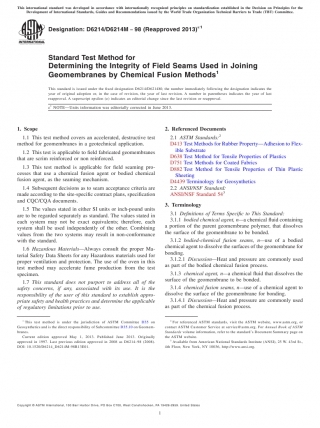 This international standard was developed in accordance with internationally recognized principles on standardization established in the Decision on Principles for the
Development of International Standards, Guides and Recommendations issued by the World Trade Organization Technical Barriers to Trade (TBT) Committee.
Designation: D6214/D6214M − 98 (Reapproved 2013)ε1
Standard Test Method for
Determining the Integrity of Field Seams Used in Joining
Geomembranes by Chemical Fusion Methods1
This standard is issued under the fixed designation D6214/D6214M; the number immediately following the designation indicates the
year of original adoption or, in the case of revision, the year of last revision. A number in parentheses indicates the year of last
reapproval. A superscript epsilon (ε) indicates an editorial change since the last revision or reapproval.
ε1 NOTE—Units information was editorially corrected in June 2013.
1. Scope
1.1 This test method covers an accelerated, destructive test
method for geomembranes in a geotechnical application.
1.2 This test is applicable to field fabricated geomembranes
that are scrim reinforced or non reinforced.
1.3 This test method is applicable for field seaming pro-
cesses that use a chemical fusion agent or bodied chemical
fusion agent, as the seaming mechanism.
1.4 Subsequent decisions as to seam acceptance criteria are
made according to the site-specific contract plans, specification
and CQC/CQA documents.
1.5 The values stated in either SI units or inch-pound units
are to be regarded separately as standard. The values stated in
each system may not be exact equivalents; therefore, each
system shall be used independently of the other. Combining
values from the two systems may result in non-conformance
with the standard.
1.6 Hazardous Materials—Always consult the proper Ma-
terial Safety Data Sheets for any Hazardous materials used for
proper ventilation and protection. The use of the oven in this
test method may accelerate fume production from the test
specimen.
1.7 This standard does not purport to address all of the
safety concerns, if any, associated with its use. It is the
responsibility of the user of this standard to establish appro-
priate safety and health practices and determine the applicability
of regulatory limitations prior to use.
1 This test method is under the jurisdiction of ASTM Committee D35 on
Geosynthetics and is the direct responsibility of Subcommittee D35.10 on Geomem-
branes.
Current edition approved May 1, 2013. Published June 2013. Originally
approved in 1997. Last previous edition approved in 2008 as D6214–98 (2008).
DOI: 10.1520/D6214_D6214M-98R13E01.
2. Referenced Documents
2.1 ASTM Standards:2
D413 Test Methods for Rubber Property—Adhesion to Flex-
ible Substrate
D638 Test Method for Tensile Properties of Plastics
D751 Test Methods for Coated Fabrics
D882 Test Method for Tensile Properties of Thin Plastic
Sheeting
D4439 Terminology for Geosynthetics
2.2 ANSI/NSF Standard:
ANSI/NSF Standard 543
3. Terminology
3.1 Definitions of Terms Specific to This Standard:
3.1.1 bodied chemical agent, n—a chemical fluid containing
a portion of the parent geomembrane polymer, that dissolves
the surface of the geomembrane to be bonded.
3.1.2 bodied-chemical fusion seams, n—use of a bodied
chemical agent to dissolve the surface of the geomembrane for
bonding.
3.1.2.1 Discussion—Heat and pressure are commonly used
as part of the bodied chemical fusion process.
3.1.3 chemical agent, n—a chemical fluid that dissolves the
surface of the geomembrane to be bonded.
3.1.4 chemical fusion seams, n—use of a chemical agent to
dissolve the surface of the geomembrane for bonding.
3.1.4.1 Discussion—Heat and pressure are commonly used
as part of the chemical fusion process.
2 For referenced ASTM standards, visit the ASTM website, www.astm.org, or
contact ASTM Customer Service at service@astm.org. For Annual Book of ASTM
Standards volume information, refer to the standard's Document Summary page on
the ASTM website.
3 Available from American National Standards Institute (ANSI), 25 W. 43rd St.,
4th Floor, New York, NY 10036, http://www.ansi.org.
Copyright © ASTM International, 100 Barr Harbor Drive, PO Box C700, West Conshohocken, PA 19428-2959. United States
1